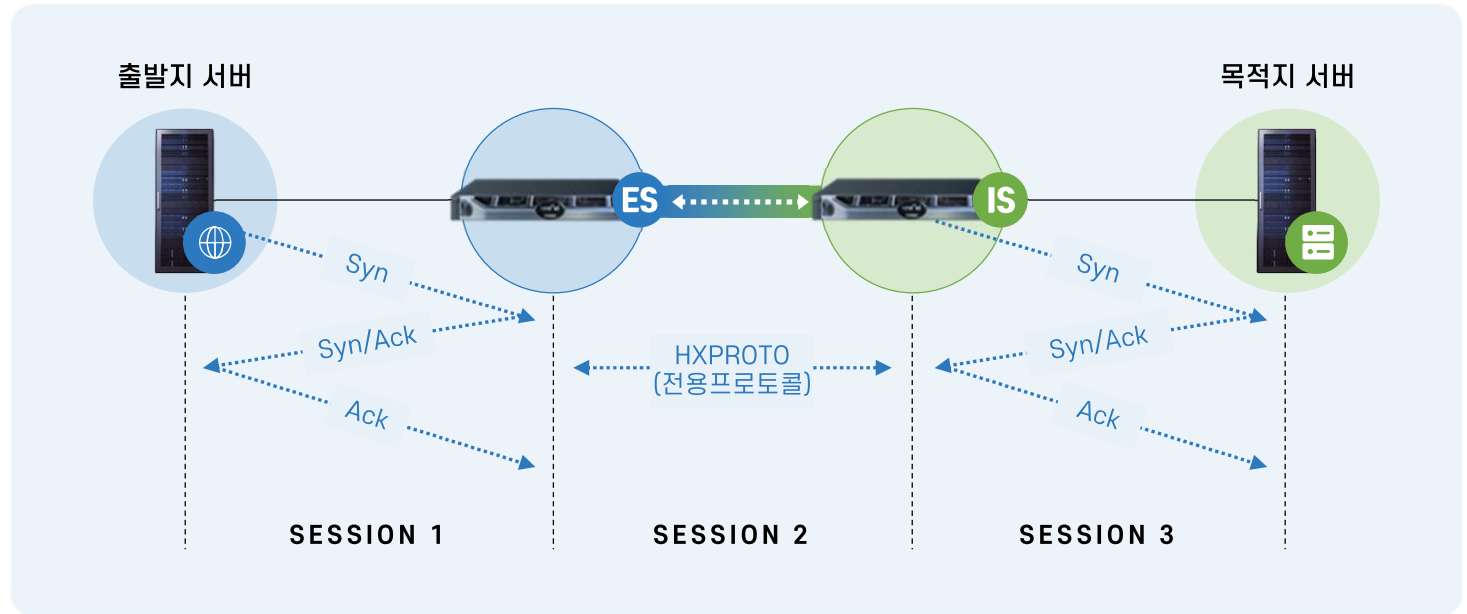 출발지 서버
목적지 서버
ES
IS
Syn
Syn/Ack
Ack
HXPROTO
(전용프로토콜)
Syn
Syn/Ack
Ack
SESSION 1
SESSION 2
SESSION 3